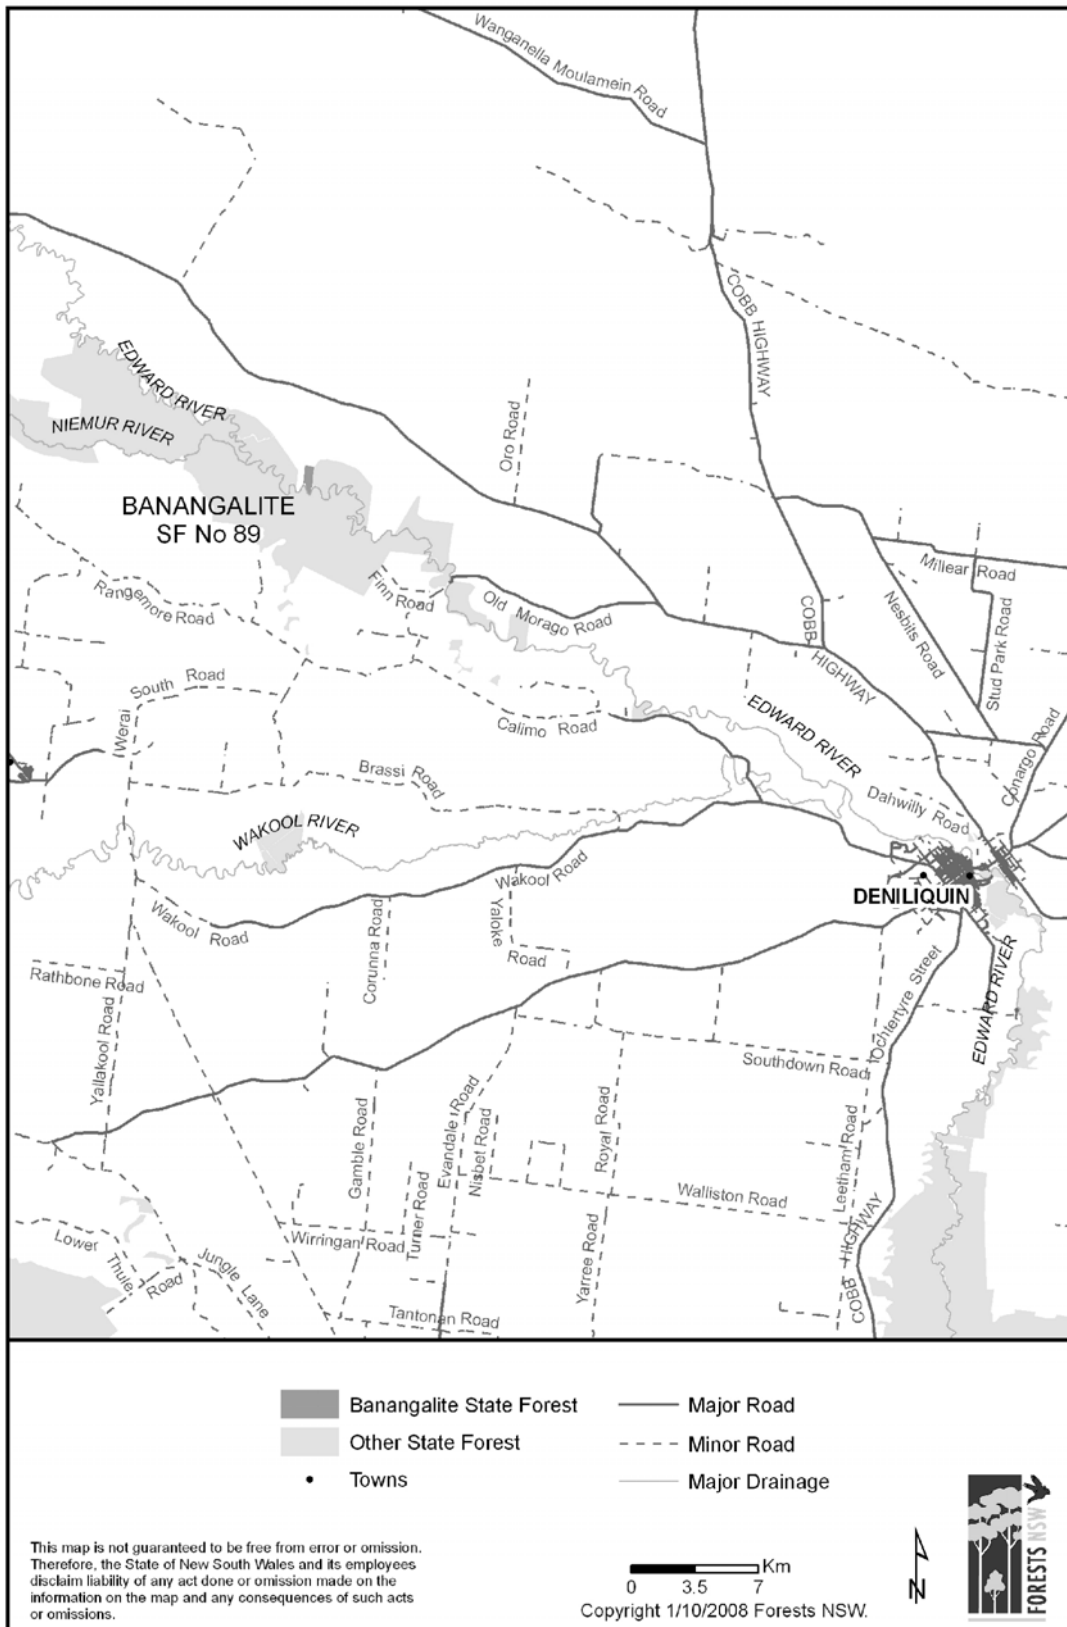 Wanganella Moulamein Road
COBB HIGHWAY
EDWARD RIVER
NIEMUR RIVER
Oro Road
BANANGALITE
SF No 89
Millear Road
Finn Road
Rangemore Road
Old Morago Road
COBB
HIGHWAY
Nesbits Road
Stud Park Road
South Road
Werai
Calimo Road
EDWARD RIVER
Conargo Road
Brassi Road
Dahwilly Road
WAKOOL RIVER
Wakool Road
DENILIQUIN
Wakool Road
Corunna Road
Yaloke
Road
Ochtertyre Street
EDWARD RIVER
Rathbone Road
Yallakool Road
Southdown Road
Gamble Road
Evandale Road
Nisbet Road
Royal Road
Leetham Road
Turner Road
Walliston Road
Wirringan Road
Yarree Road
COBB HIGHWAY
Lower
Thule
Road
Jungle Lane
Tantonan Road
Banangalite State Forest
Major Road
Other State Forest
Minor Road
Towns
Major Drainage
This map is not guaranteed to be free from error or omission.
Therefore, the State of New South Wales and its employees
disclaim liability of any act done or omission made on the
information on the map and any consequences of such acts
or omissions.
Km
0 3.5 7
Copyright 1/10/2008 Forests NSW.
N
FORESTS NSW